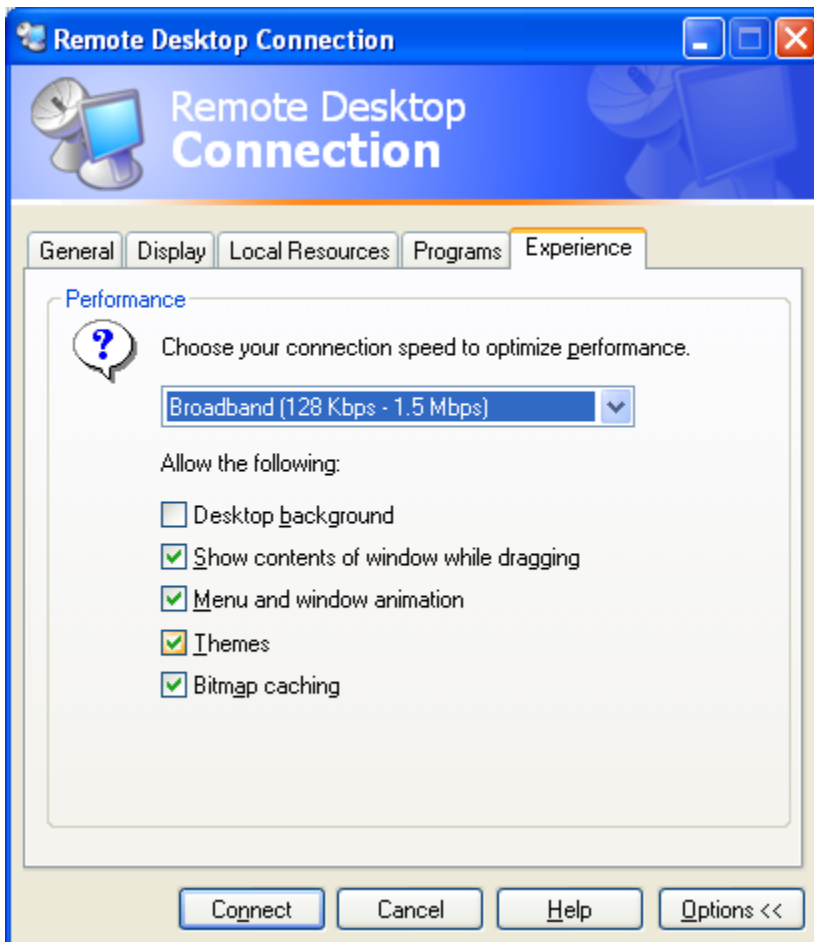 Remote Desktop Connection
Remote Desktop
Connection
General Display Local Resources Programs Experience
Performance
?
Choose your connection speed to optimize performance.
Broadband (128 Kbps - 1.5 Mbps)
Allow the following:
Desktop background
Show contents of window while dragging
Menu and window animation
Themes
Bitmap caching
Connect Cancel Help Options <<